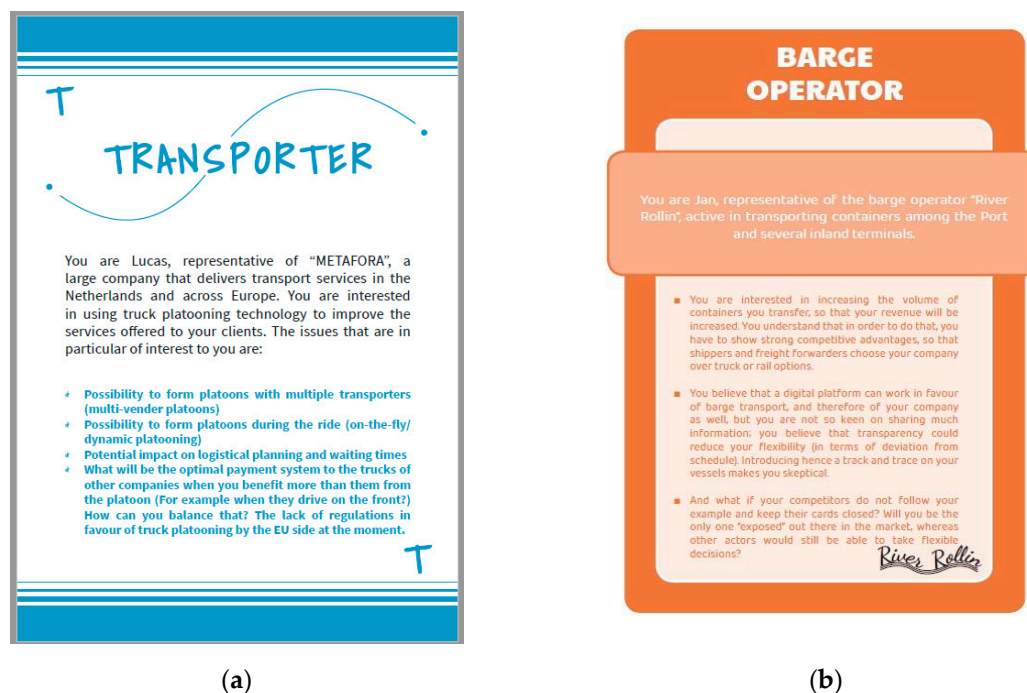 T
TRANSPORTER
You are Lucas, representative of “METAFORA”, a
large company that delivers transport services in the
Netherlands and across Europe. You are interested
in using truck platooning technology to improve the
services offered to your clients. The issues that are in
particular of interest to you are:
Possibility to form platoons with multiple transporters
(multi-vender platoons)
Possibility to form platoons during the ride (on-the-fly/
dynamic platooning)
Potential impact on logistical planning and waiting times
What will be the optimal payment system to the trucks of
other companies when you benefit more than them from
the platoon (For example when they drive on the front?)
How can you balance that? The lack of regulations in
favour of truck platooning by the EU side at the moment.
T
(a)
BARGE
OPERATOR
You are Jan, representative of the barge operator "River
Rollin", active in transporting containers among the Port
and several inland terminals.
■ You are interested in increasing the volume of
containers you transfer, so that your revenue will be
increased. You understand that in order to do that, you
have to show strong competitive advantages, so that
shippers and freight forwarders choose your company
over truck or rail options.
■ You believe that a digital platform can work in favour
of barge transport, and therefore of your company
as well, but you are not so keen on sharing much
information; you believe that transparency could
reduce your flexibility (in terms of deviation from
schedule). Introducing hence a track and trace on your
vessels makes you skeptical.
■ And what if your competitors do not follow your
example and keep their cards closed? Will you be the
only one "exposed" out there in the market, whereas
other actors would still be able to take flexible
decisions?
River Rollin
(b)